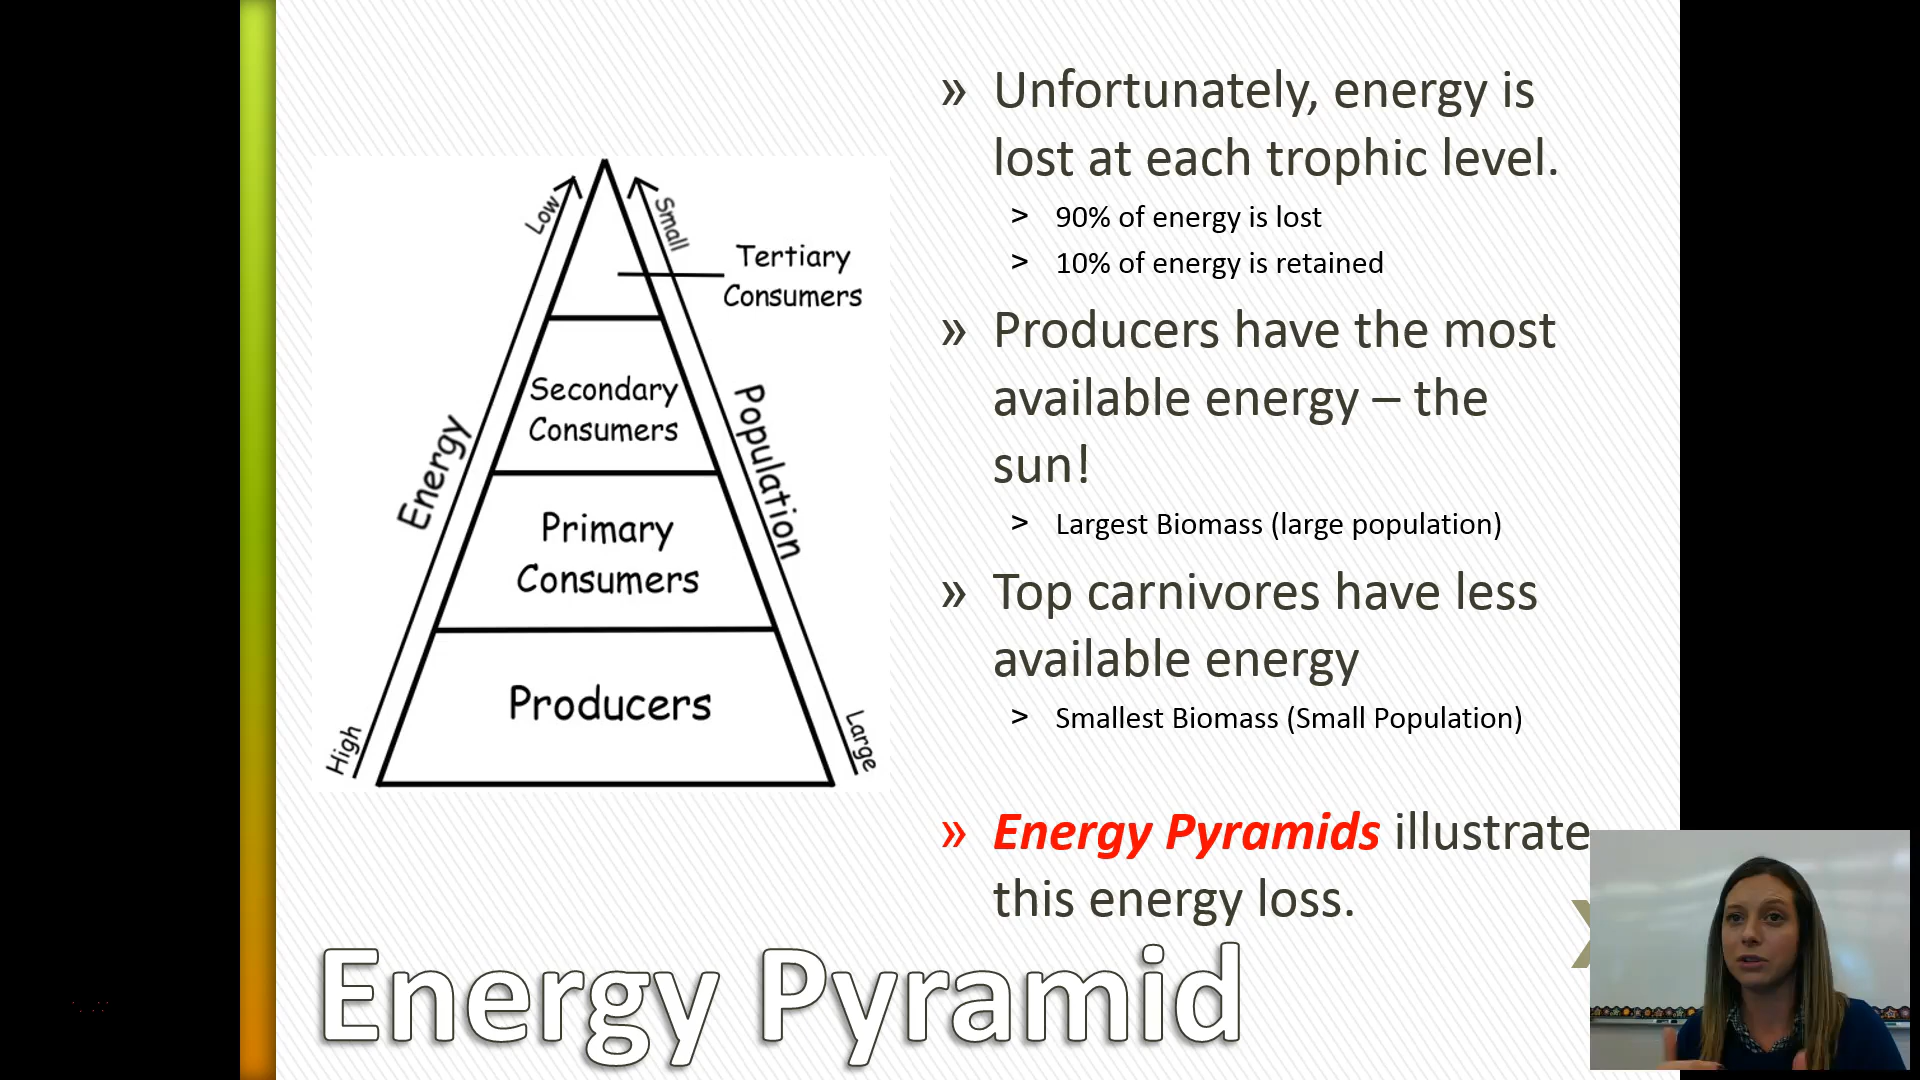 » Unfortunately, energy is
lost at each trophic level.
> 90% of energy is lost
> 10% of energy is retained
» Producers have the most
available energy – the
sun!
> Largest Biomass (large population)
» Top carnivores have less
available energy
> Smallest Biomass (Small Population)
» Energy Pyramids illustrate
this energy loss.
Low
Small
Tertiary
Consumers
Secondary
Consumers
Energy
Population
Primary
Consumers
Producers
High
Large
Energy Pyramid